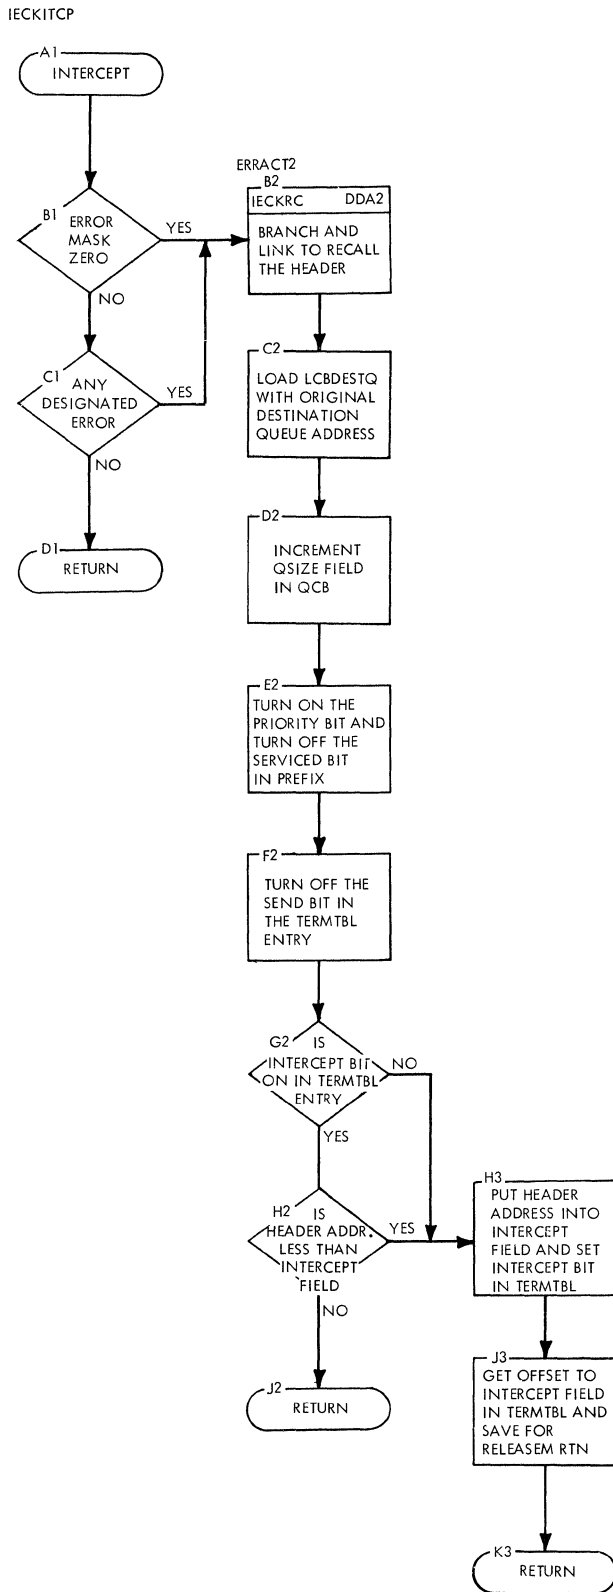 IECKITCP
A1
INTERCEPT
ERRACT2
B2
IECKRC DDA2
BRANCH AND
LINK TO RECALL
THE HEADER
B1
ERROR
MASK
ZERO
YES
NO
C1
ANY
DESIGNATED
ERROR
YES
NO
C2
LOAD LCBDESTQ
WITH ORIGINAL
DESTINATION
QUEUE ADDRESS
D1
RETURN
D2
INCREMENT
QSIZE FIELD
IN QCB
E2
TURN ON THE
PRIORITY BIT AND
TURN OFF THE
SERVICED BIT
IN PREFIX
F2
TURN OFF THE
SEND BIT IN
THE TERMTBL
ENTRY
G2
IS
INTERCEPT BIT
ON IN TERMTBL
ENTRY
NO
YES
H2
IS
HEADER ADDR.
LESS THAN
INTERCEPT
FIELD
YES
NO
H3
PUT HEADER
ADDRESS INTO
INTERCEPT
FIELD AND SET
INTERCEPT BIT
IN TERMTBL
J2
RETURN
J3
GET OFFSET TO
INTERCEPT FIELD
IN TERMTBL AND
SAVE FOR
RELEASEM RTN
K3
RETURN